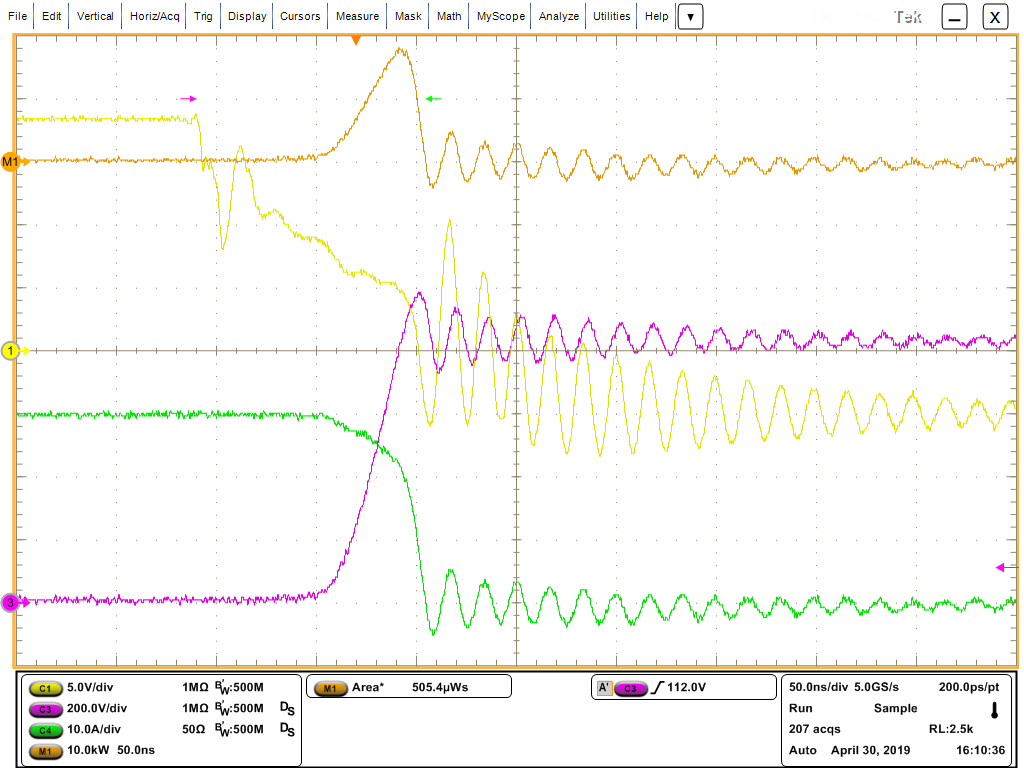 File Edit Vertical Horiz/Acq Trig Display Cursors Measure Mask Math MyScope Analyze Utilities Help ▼ Tek X
M1
1
3
C1 5.0V/div 1MΩ BW:500M
C3 200.0V/div 1MΩ BW:500M DS
C4 10.0A/div 50Ω BW:500M DS
M1 10.0kW 50.0ns
M1 Area* 505.4µWs
A' C3 112.0V
50.0ns/div 5.0GS/s 200.0ps/pt
Run Sample
207 acqs RL:2.5k
Auto April 30, 2019 16:10:36